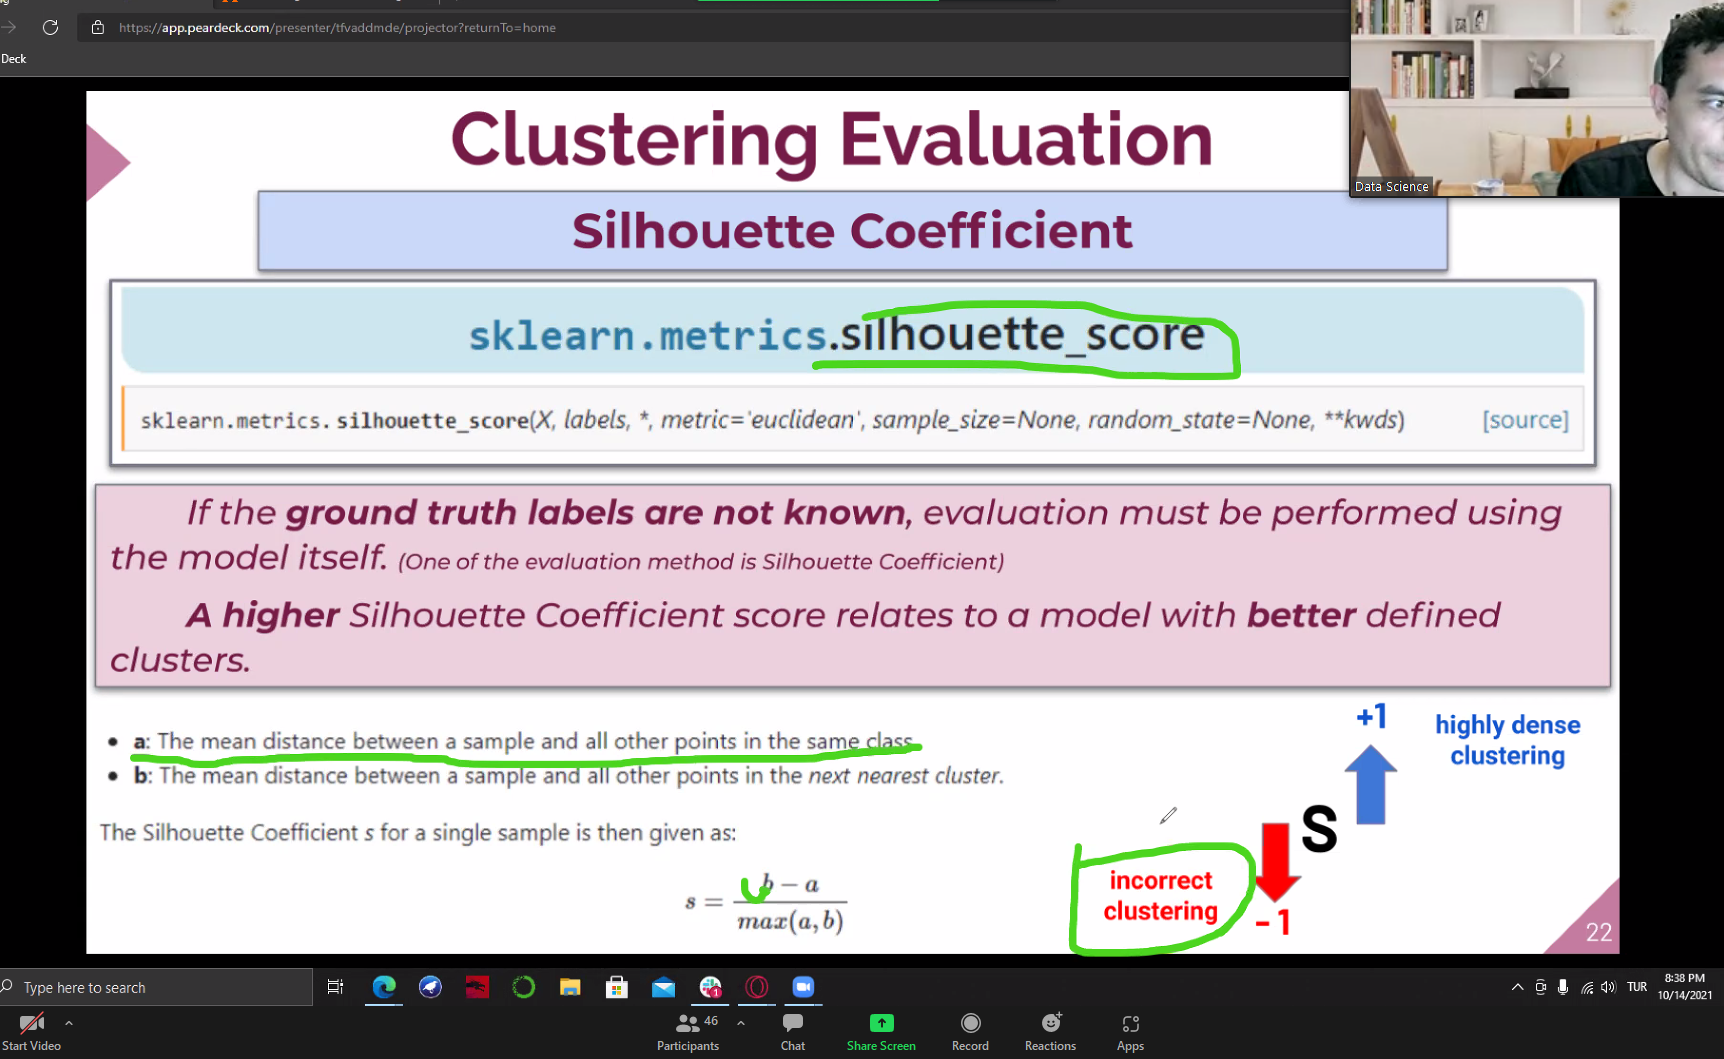 https://app.peardeck.com/presenter/tfvaddmde/projector?returnTo=home
Deck
Data Science
Clustering Evaluation
Silhouette Coefficient
sklearn.metrics.silhouette_score
sklearn.metrics.silhouette_score(X, labels, *, metric='euclidean', sample_size=None, random_state=None, **kwds) [source]
If the ground truth labels are not known, evaluation must be performed using
the model itself. (One of the evaluation method is Silhouette Coefficient)
A higher Silhouette Coefficient score relates to a model with better defined
clusters.
• a: The mean distance between a sample and all other points in the same class.
• b: The mean distance between a sample and all other points in the next nearest cluster.
The Silhouette Coefficient s for a single sample is then given as:
s = b − a
max(a, b)
+1
highly dense
clustering
S
incorrect
clustering
-1
22
Type here to search
1
TUR
8:38 PM
10/14/2021
Start Video
46
Participants
Chat
Share Screen
Record
Reactions
Apps